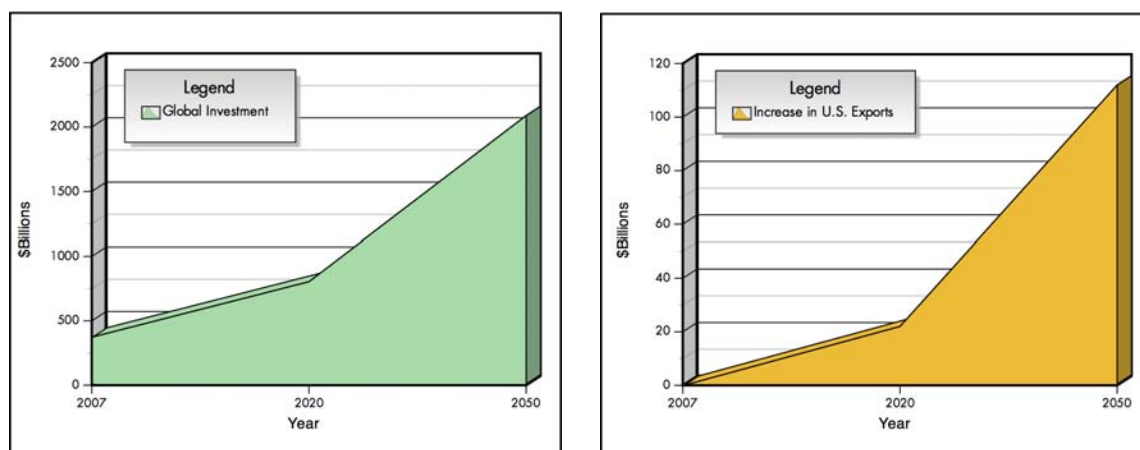 2500
2000
1500
1000
500
0
$Billions
Legend
Global Investment
2007
2020
2050
Year
120
100
80
60
40
20
0
$Billions
Legend
Increase in U.S. Exports
2007
2020
2050
Year